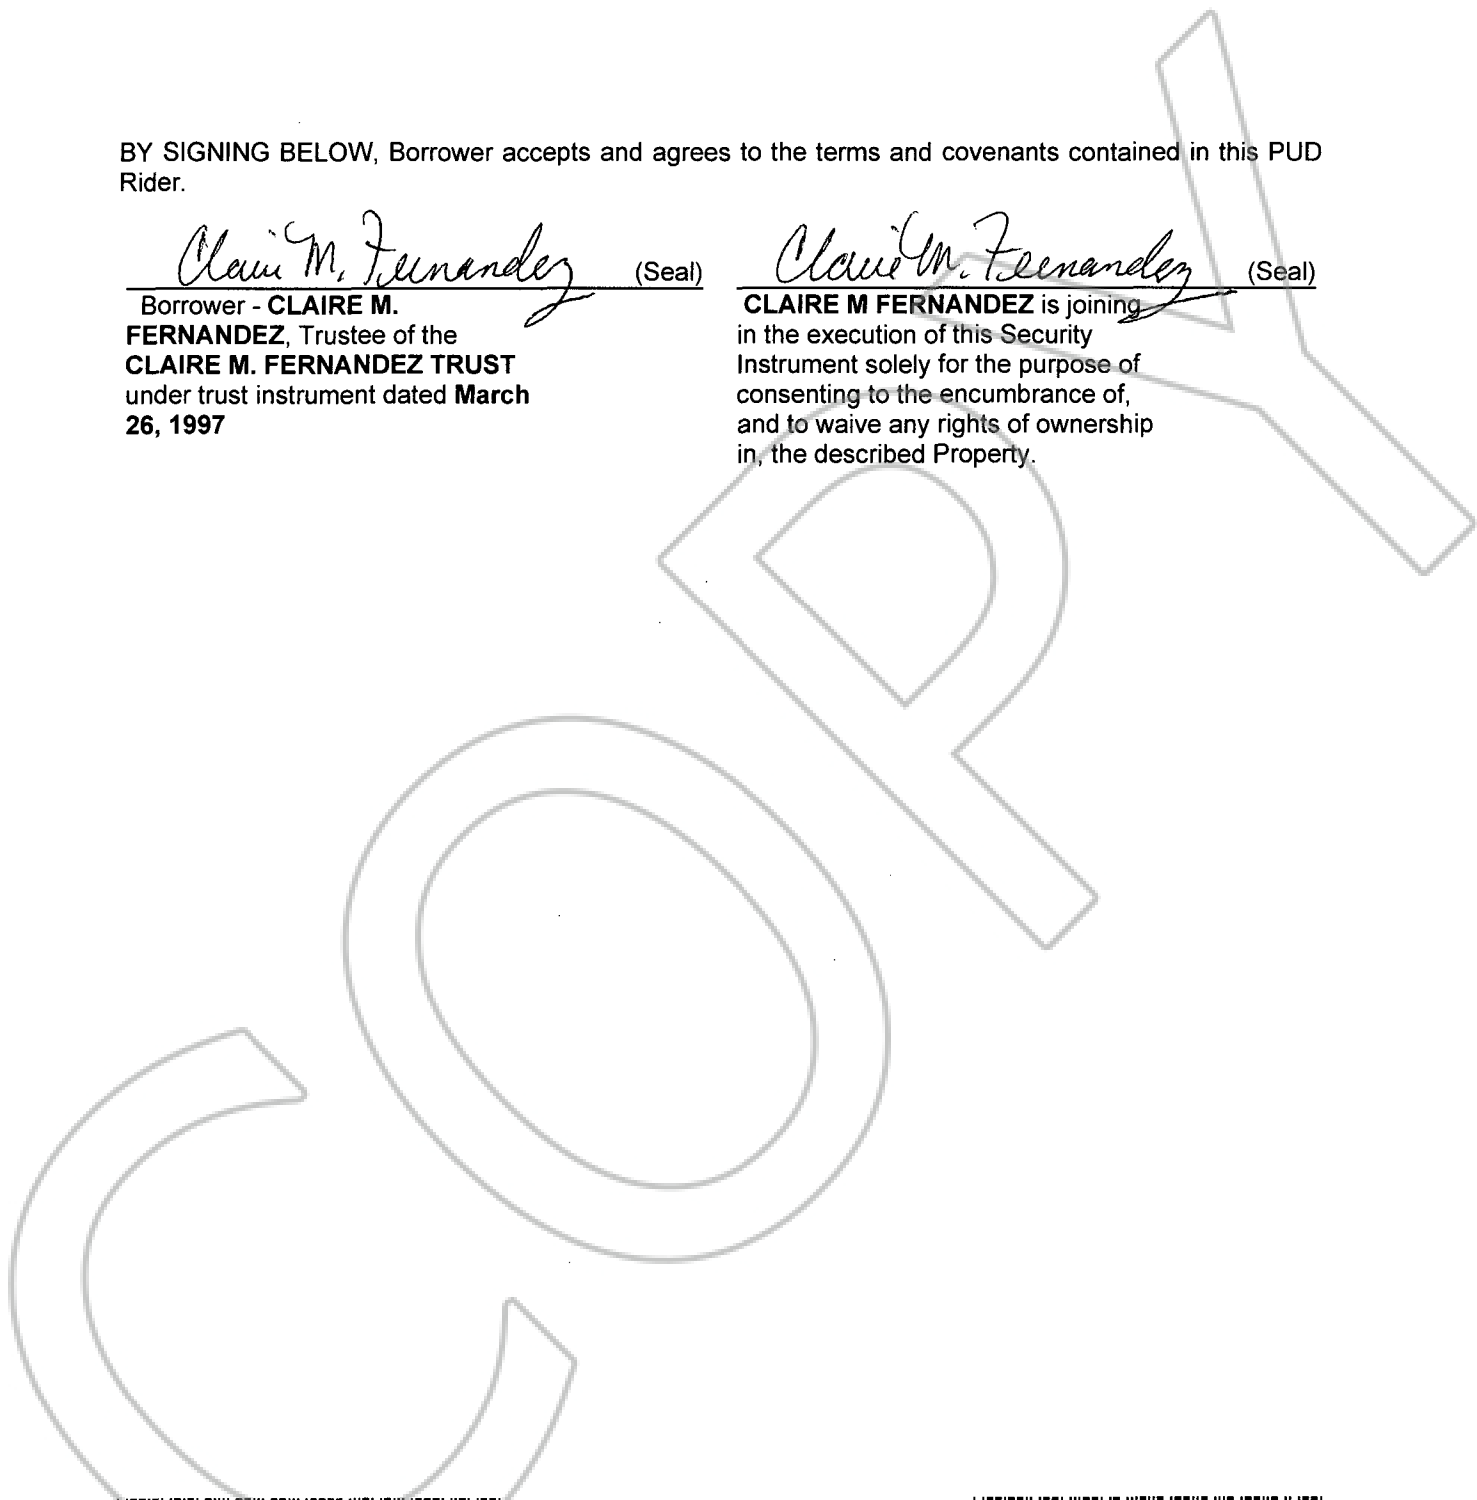 BY SIGNING BELOW, Borrower accepts and agrees to the terms and covenants contained in this PUD
Rider.
Claire M. Fernandez (Seal)
Borrower - CLAIRE M.
FERNANDEZ, Trustee of the
CLAIRE M. FERNANDEZ TRUST
under trust instrument dated March
26, 1997
Claire M. Fernandez (Seal)
CLAIRE M FERNANDEZ is joining
in the execution of this Security
Instrument solely for the purpose of
consenting to the encumbrance of,
and to waive any rights of ownership
in, the described Property.
COPY